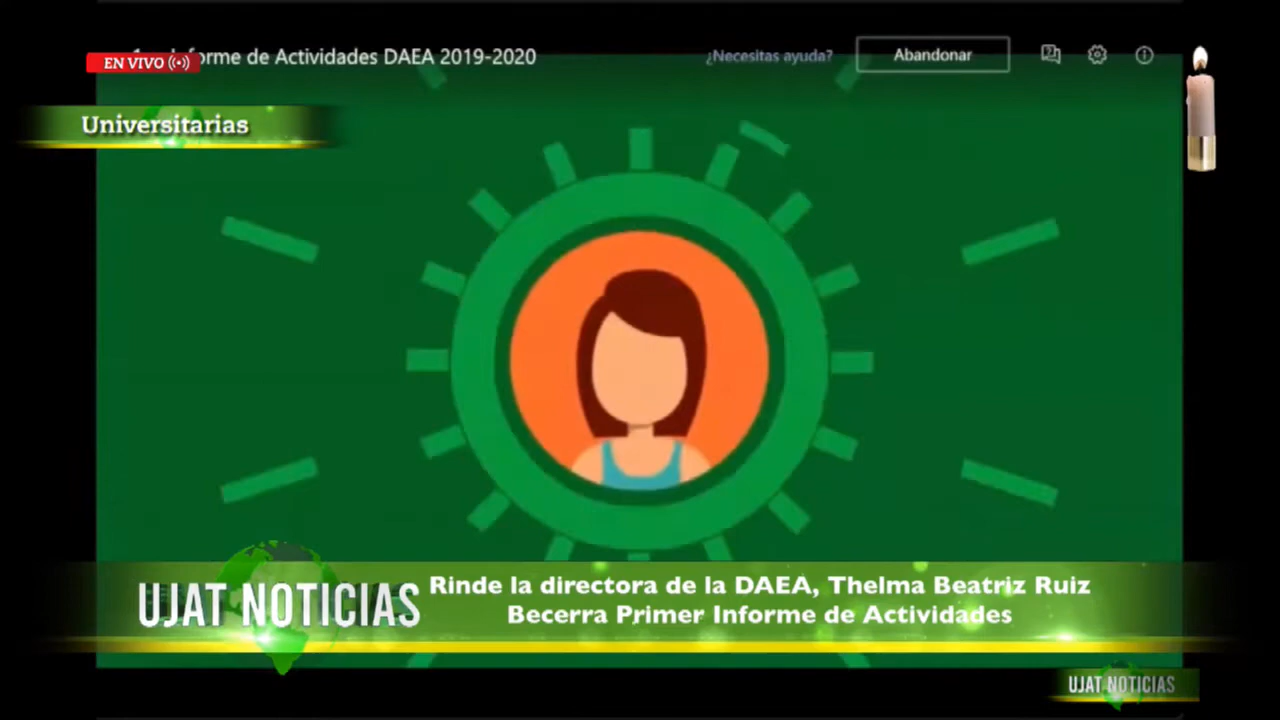 EN VIVO
orme de Actividades DAEA 2019-2020
¿Necesitas ayuda?
Abandonar
Universitarias
UJAT NOTICIAS
Rinde la directora de la DAEA, Thelma Beatriz Ruiz
Becerra Primer Informe de Actividades
UJAT NOTICIAS